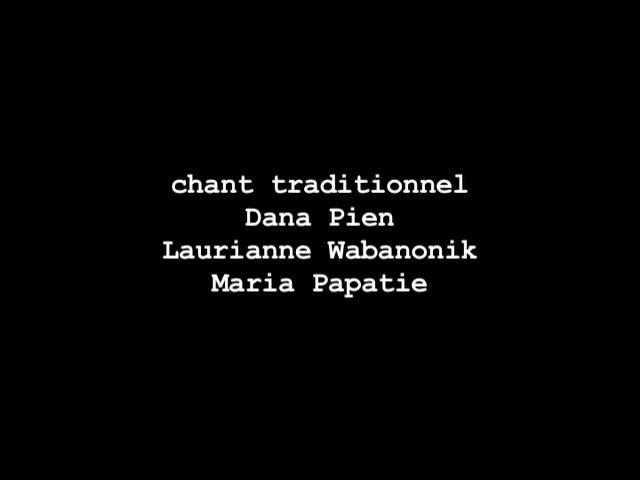 chant traditionnel
Dana Pien
Laurianne Wabanonik
Maria Papatie